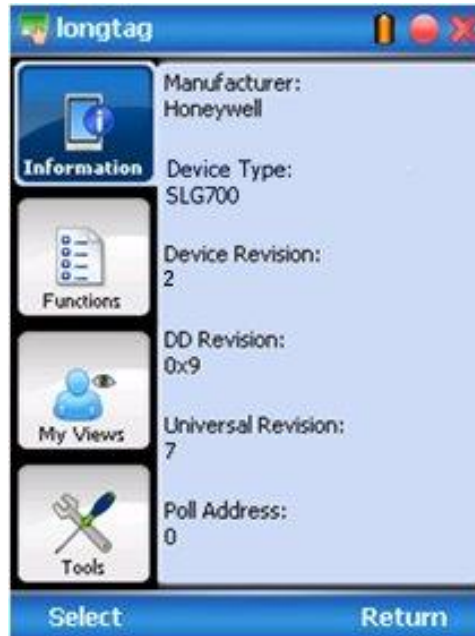 longtag
Information
Functions
My Views
Tools
Manufacturer:
Honeywell
Device Type:
SLG700
Device Revision:
2
DD Revision:
0x9
Universal Revision:
7
Poll Address:
0
Select
Return